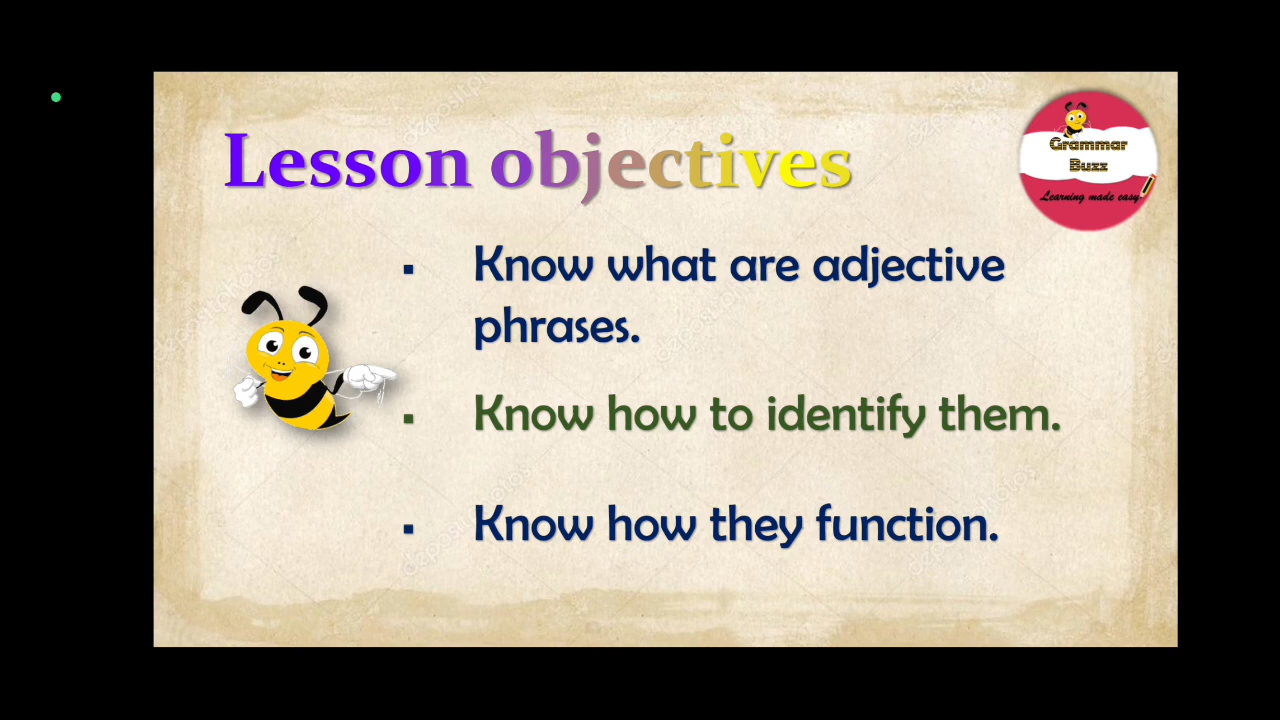 Lesson objectives
Grammar
Buzz
Learning made easy
▪ Know what are adjective
phrases.
▪ Know how to identify them.
▪ Know how they function.